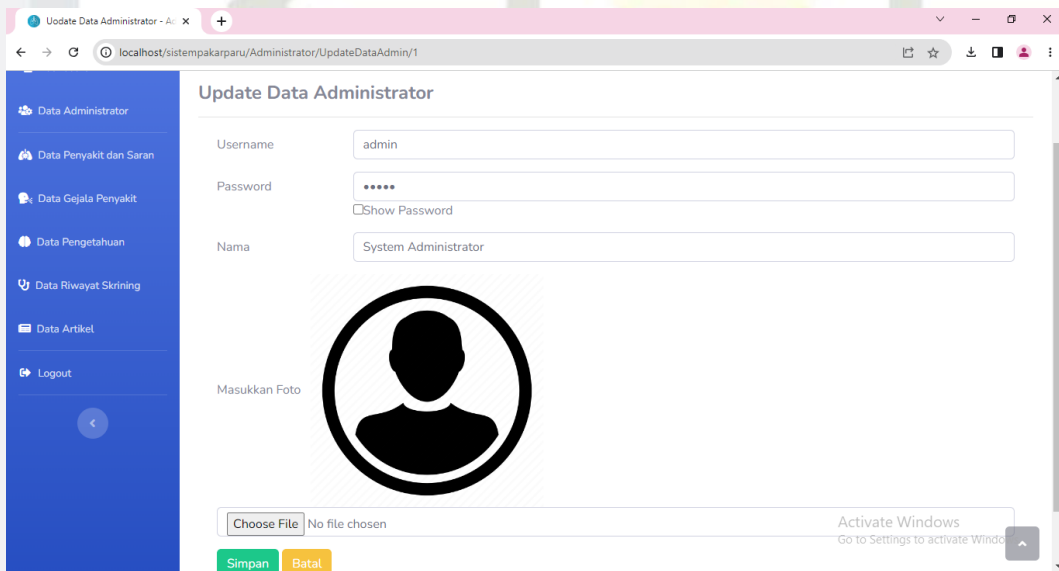 Uodate Data Administrator - Ad
localhost/sistempakarparu/Administrator/UpdateDataAdmin/1
Data Administrator
Data Penyakit dan Saran
Data Gejala Penyakit
Data Pengetahuan
Data Riwayat Skrining
Data Artikel
Logout
Update Data Administrator
Username
admin
Password
•••••
Show Password
Nama
System Administrator
Masukkan Foto
Choose File No file chosen
Simpan Batal
Activate Windows
Go to Settings to activate Windo